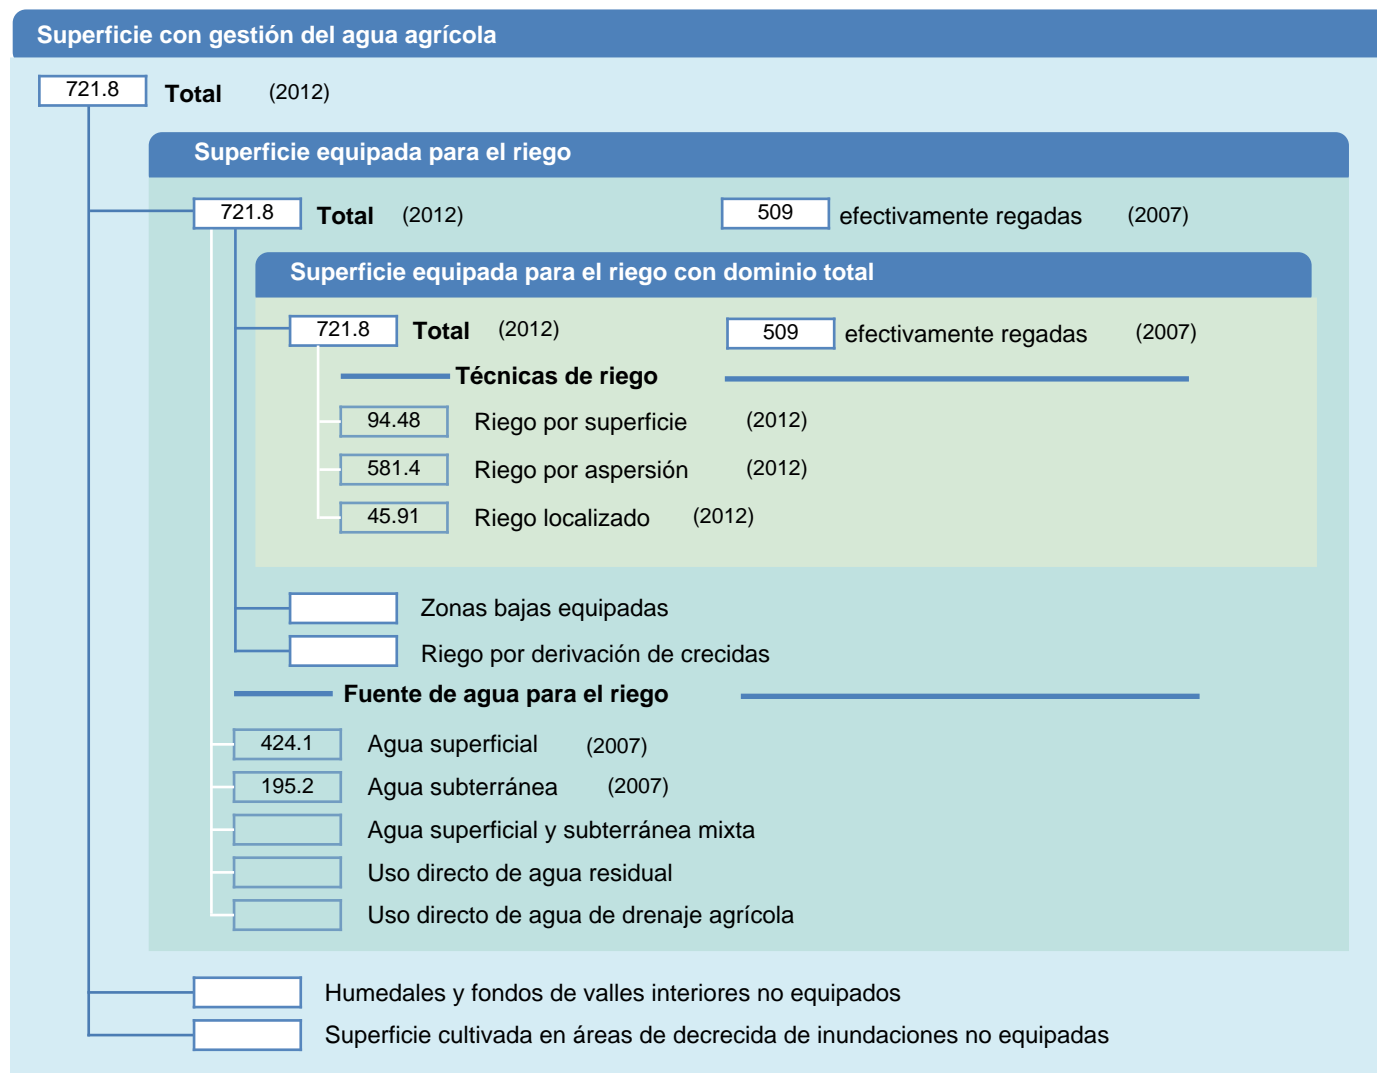 Superficie con gestión del agua agrícola
721.8 Total (2012)
Superficie equipada para el riego
721.8 Total (2012) 509 efectivamente regadas (2007)
Superficie equipada para el riego con dominio total
721.8 Total (2012) 509 efectivamente regadas (2007)
Técnicas de riego
94.48 Riego por superficie (2012)
581.4 Riego por aspersión (2012)
45.91 Riego localizado (2012)
Zonas bajas equipadas
Riego por derivación de crecidas
Fuente de agua para el riego
424.1 Agua superficial (2007)
195.2 Agua subterránea (2007)
Agua superficial y subterránea mixta
Uso directo de agua residual
Uso directo de agua de drenaje agrícola
Humedales y fondos de valles interiores no equipados
Superficie cultivada en áreas de decrecida de inundaciones no equipadas